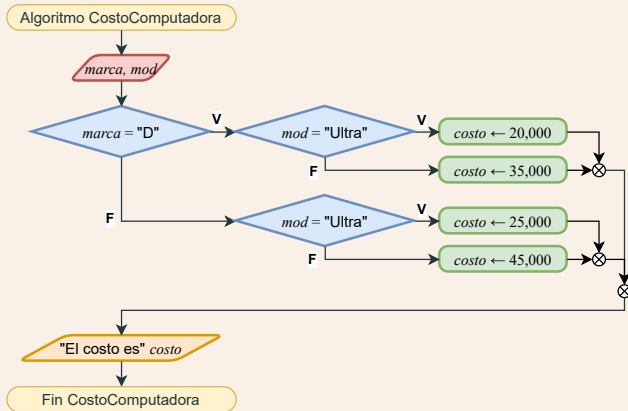 Algoritmo CostoComputadora
marca, mod
marca = "D"
V
mod = "Ultra"
V
costo ← 20,000
F
costo ← 35,000
F
mod = "Ultra"
V
costo ← 25,000
F
costo ← 45,000
"El costo es" costo
Fin CostoComputadora